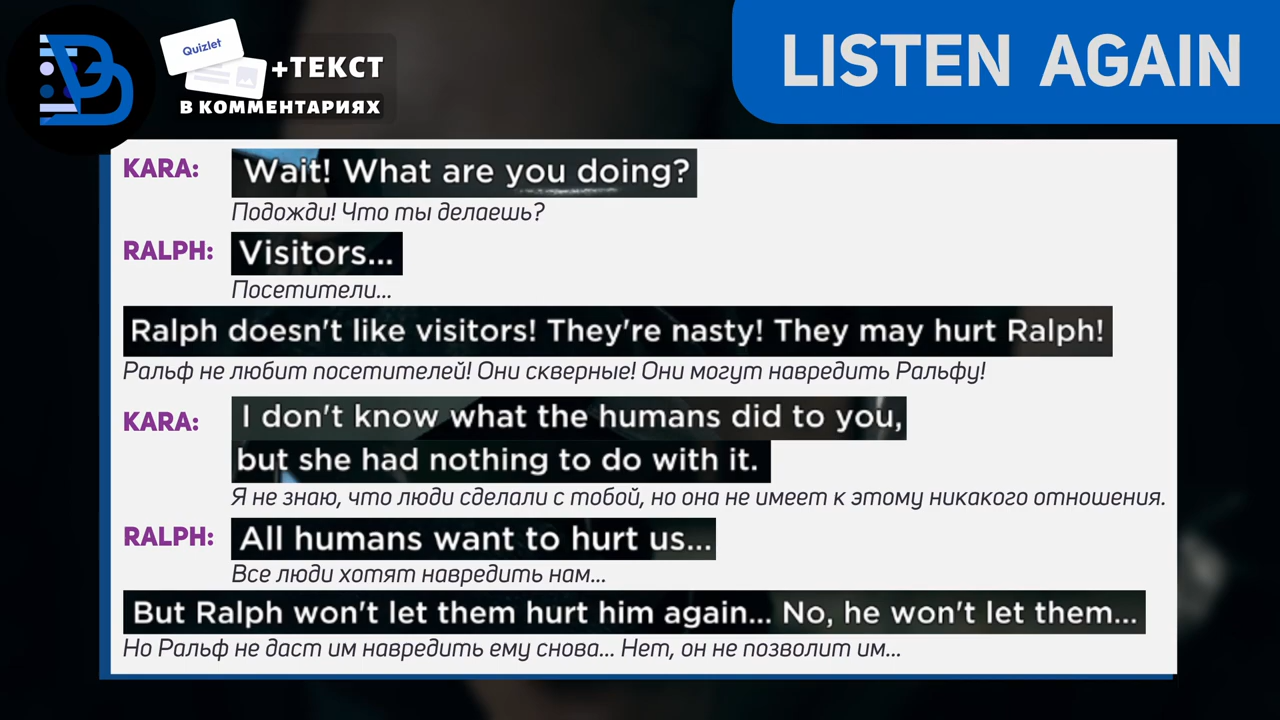 Quizlet
+ТЕКСТ
В КОММЕНТАРИЯХ
LISTEN AGAIN
KARA: Wait! What are you doing?
Подожди! Что ты делаешь?
RALPH: Visitors...
Посетители...
Ralph doesn't like visitors! They're nasty! They may hurt Ralph!
Ральф не любит посетителей! Они скверные! Они могут навредить Ральфу!
KARA: I don't know what the humans did to you,
but she had nothing to do with it.
Я не знаю, что люди сделали с тобой, но она не имеет к этому никакого отношения.
RALPH: All humans want to hurt us...
Все люди хотят навредить нам...
But Ralph won't let them hurt him again... No, he won't let them...
Но Ральф не даст им навредить ему снова... Нет, он не позволит им...